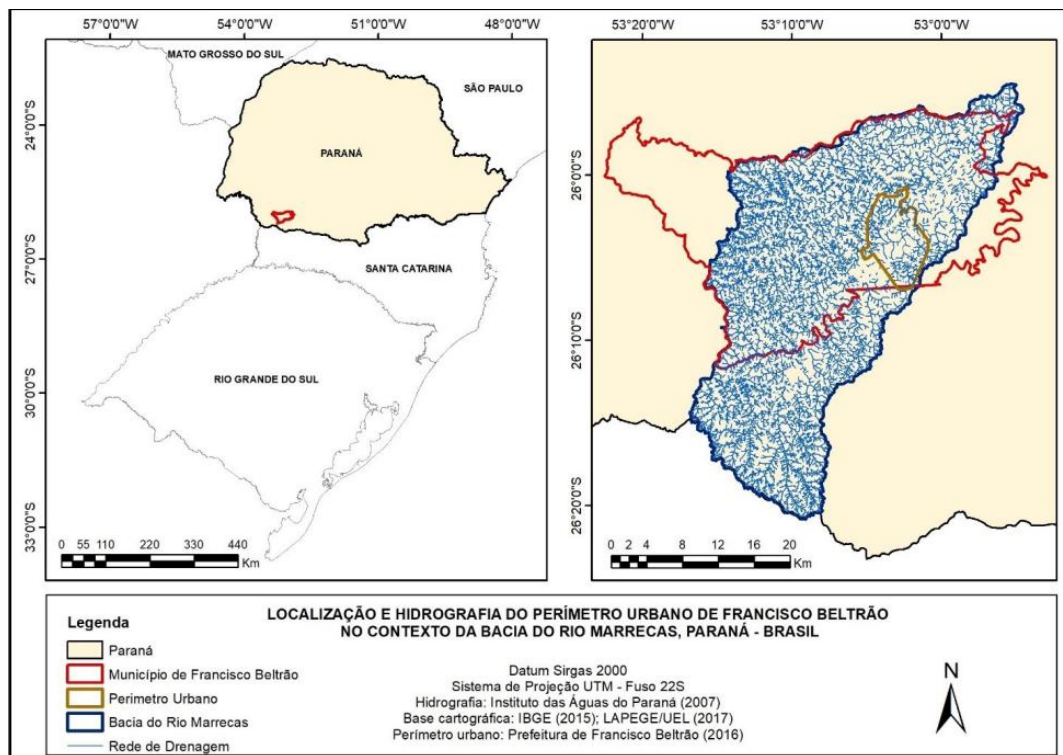 57°0'0"W 54°0'0"W 51°0'0"W 48°0'0"W
24°0'0"S
27°0'0"S
30°0'0"S
33°0'0"S
MATO GROSSO DO SUL
SÃO PAULO
PARANÁ
SANTA CATARINA
RIO GRANDE DO SUL
0 55 110 220 330 440
Km
53°20'0"W 53°10'0"W 53°0'0"W
26°0'0"S
26°10'0"S
26°20'0"S
0 2 4 8 12 16 20
Km
Legenda
Paraná
Município de Francisco Beltrão
Perimetro Urbano
Bacia do Rio Marrecas
Rede de Drenagem
LOCALIZAÇÃO E HIDROGRAFIA DO PERÍMETRO URBANO DE FRANCISCO BELTRÃO
NO CONTEXTO DA BACIA DO RIO MARRECAS, PARANÁ - BRASIL
Datum Sirgas 2000
Sistema de Projeção UTM - Fuso 22S
Hidrografia: Instituto das Águas do Paraná (2007)
Base cartográfica: IBGE (2015); LAPEGE/UEL (2017)
Perímetro urbano: Prefeitura de Francisco Beltrão (2016)
N